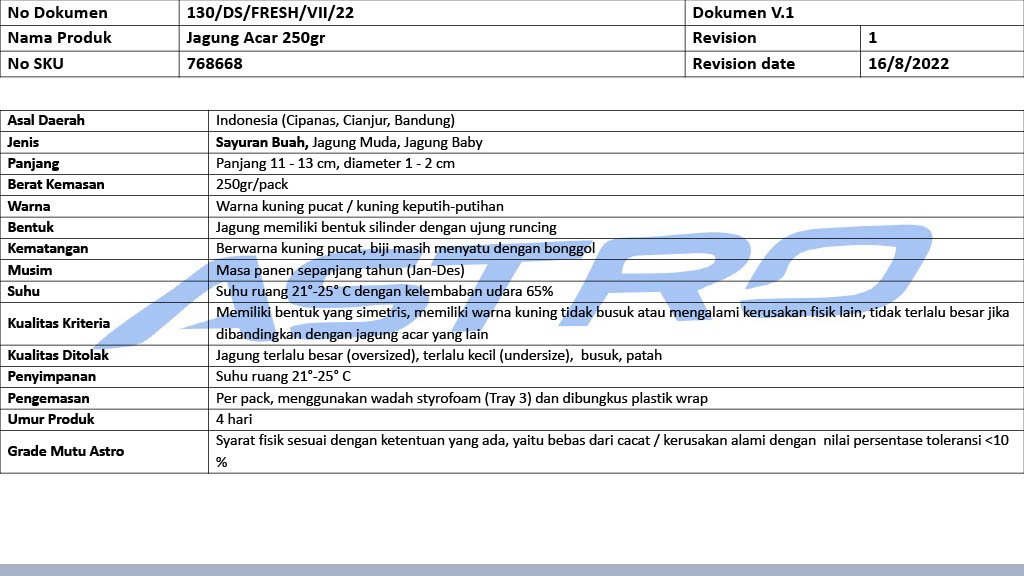 No Dokumen 130/DS/FRESH/VII/22 Dokumen V.1
Nama Produk Jagung Acar 250gr Revision 1
No SKU 768668 Revision date 16/8/2022
Asal Daerah Indonesia (Cipanas, Cianjur, Bandung)
Jenis Sayuran Buah, Jagung Muda, Jagung Baby
Panjang Panjang 11 - 13 cm, diameter 1 - 2 cm
Berat Kemasan 250gr/pack
Warna Warna kuning pucat / kuning keputih-putihan
Bentuk Jagung memiliki bentuk silinder dengan ujung runcing
Kematangan Berwarna kuning pucat, biji masih menyatu dengan bonggol
Musim Masa panen sepanjang tahun (Jan-Des)
Suhu Suhu ruang 21°-25° C dengan kelembaban udara 65%
Kualitas Kriteria Memiliki bentuk yang simetris, memiliki warna kuning tidak busuk atau mengalami kerusakan fisik lain, tidak terlalu besar jika
dibandingkan dengan jagung acar yang lain
Kualitas Ditolak Jagung terlalu besar (oversized), terlalu kecil (undersize),  busuk, patah
Penyimpanan Suhu ruang 21°-25° C
Pengemasan Per pack, menggunakan wadah styrofoam (Tray 3) dan dibungkus plastik wrap
Umur Produk 4 hari
Grade Mutu Astro Syarat fisik sesuai dengan ketentuan yang ada, yaitu bebas dari cacat / kerusakan alami dengan  nilai persentase toleransi <10
%
ASTRO